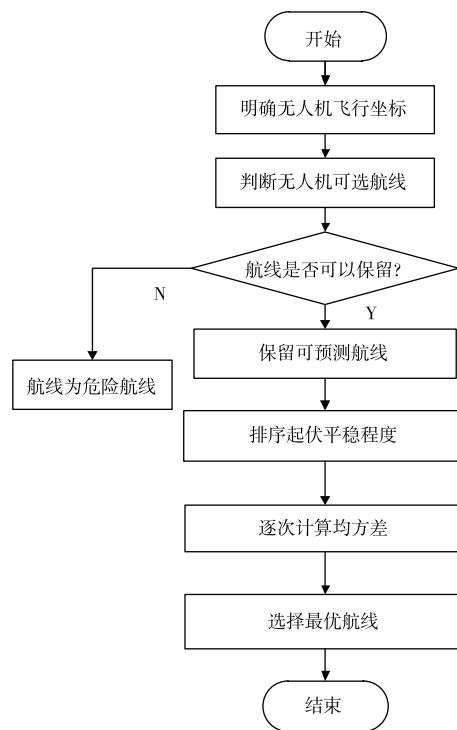 开始
明确无人机飞行坐标
判断无人机可选航线
航线是否可以保留?
N
Y
保留可预测航线
航线为危险航线
排序起伏平稳程度
逐次计算均方差
选择最优航线
结束